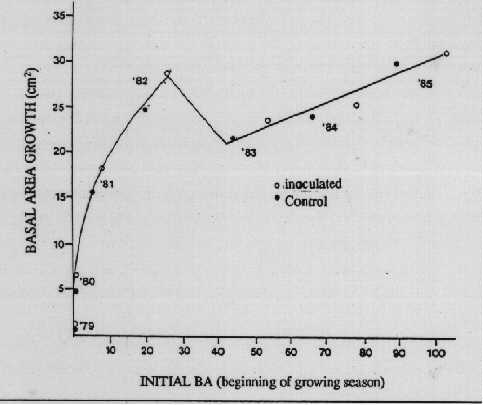 35
30
25
20
15
10
5
BASAL AREA GROWTH (cm²)
'82
'81
'80
'79
'83
'84
'85
inoculated
Control
10 20 30 40 50 60 70 80 90 100
INITIAL BA (beginning of growing season)